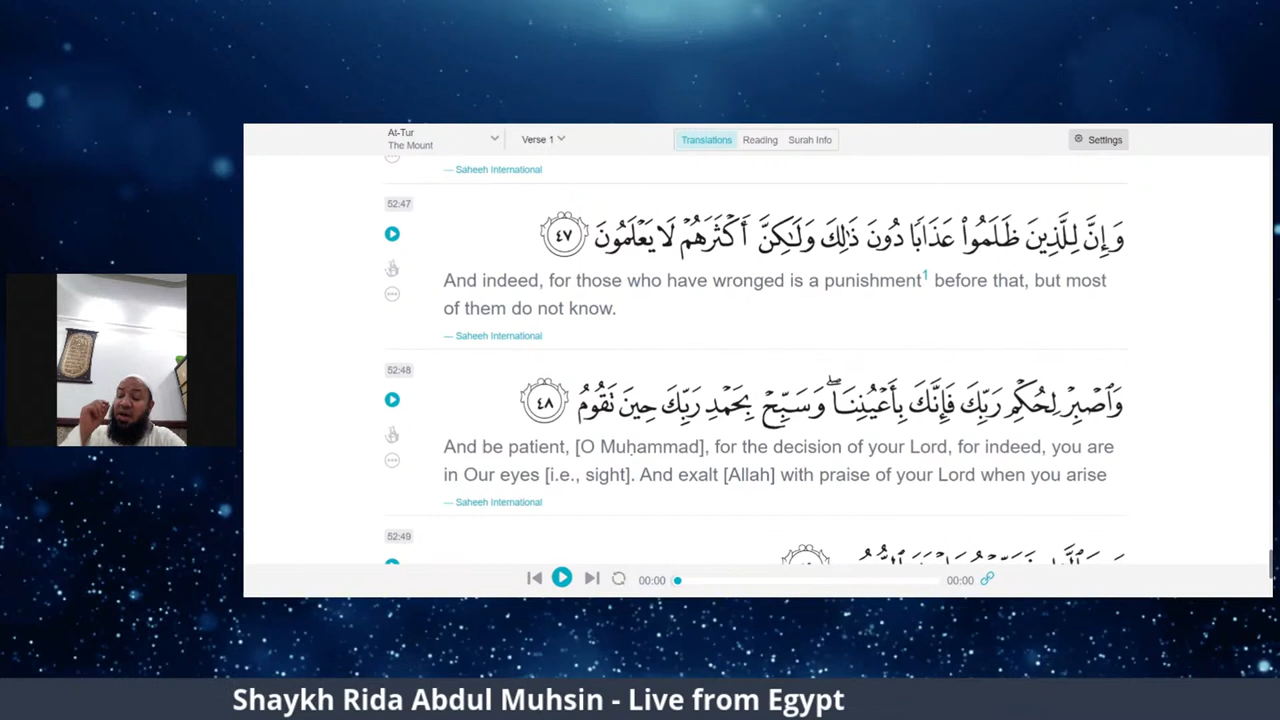 At-Tur
The Mount
Verse 1
Translations Reading Surah Info
Settings
— Saheeh International
52:47
وَإِنَّ لِلَّذِينَ ظَلَمُوا۟ عَذَابًا دُونَ ذَٰلِكَ وَلَـٰكِنَّ أَكْثَرَهُمْ لَا يَعْلَمُونَ ٤٧
And indeed, for those who have wronged is a punishment1 before that, but most
of them do not know.
— Saheeh International
52:48
وَٱصْبِرْ لِحُكْمِ رَبِّكَ فَإِنَّكَ بِأَعْيُنِنَا ۖ وَسَبِّحْ بِحَمْدِ رَبِّكَ حِينَ تَقُومُ ٤٨
And be patient, [O Muḥammad], for the decision of your Lord, for indeed, you are
in Our eyes [i.e., sight]. And exalt [Allah] with praise of your Lord when you arise
— Saheeh International
52:49
00:00 00:00
Shaykh Rida Abdul Muhsin - Live from Egypt